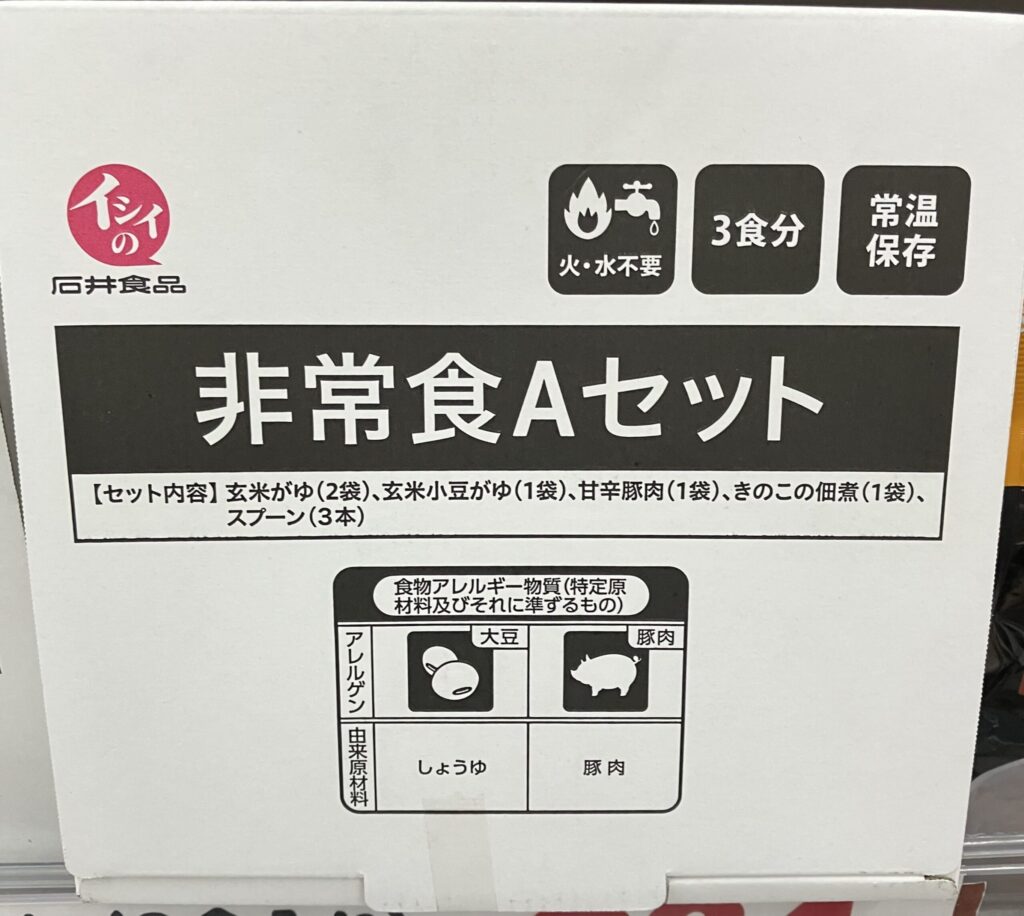 イシイの
石井食品
火・水不要
3食分
常温
保存
非常食Aセット
【セット内容】玄米がゆ(2袋)、玄米小豆がゆ(1袋)、甘辛豚肉(1袋)、きのこの佃煮(1袋)、
スプーン(3本)
食物アレルギー物質(特定原
材料及びそれに準ずるもの)
アレルゲン
大豆
豚肉
由来原材料
しょうゆ
豚肉